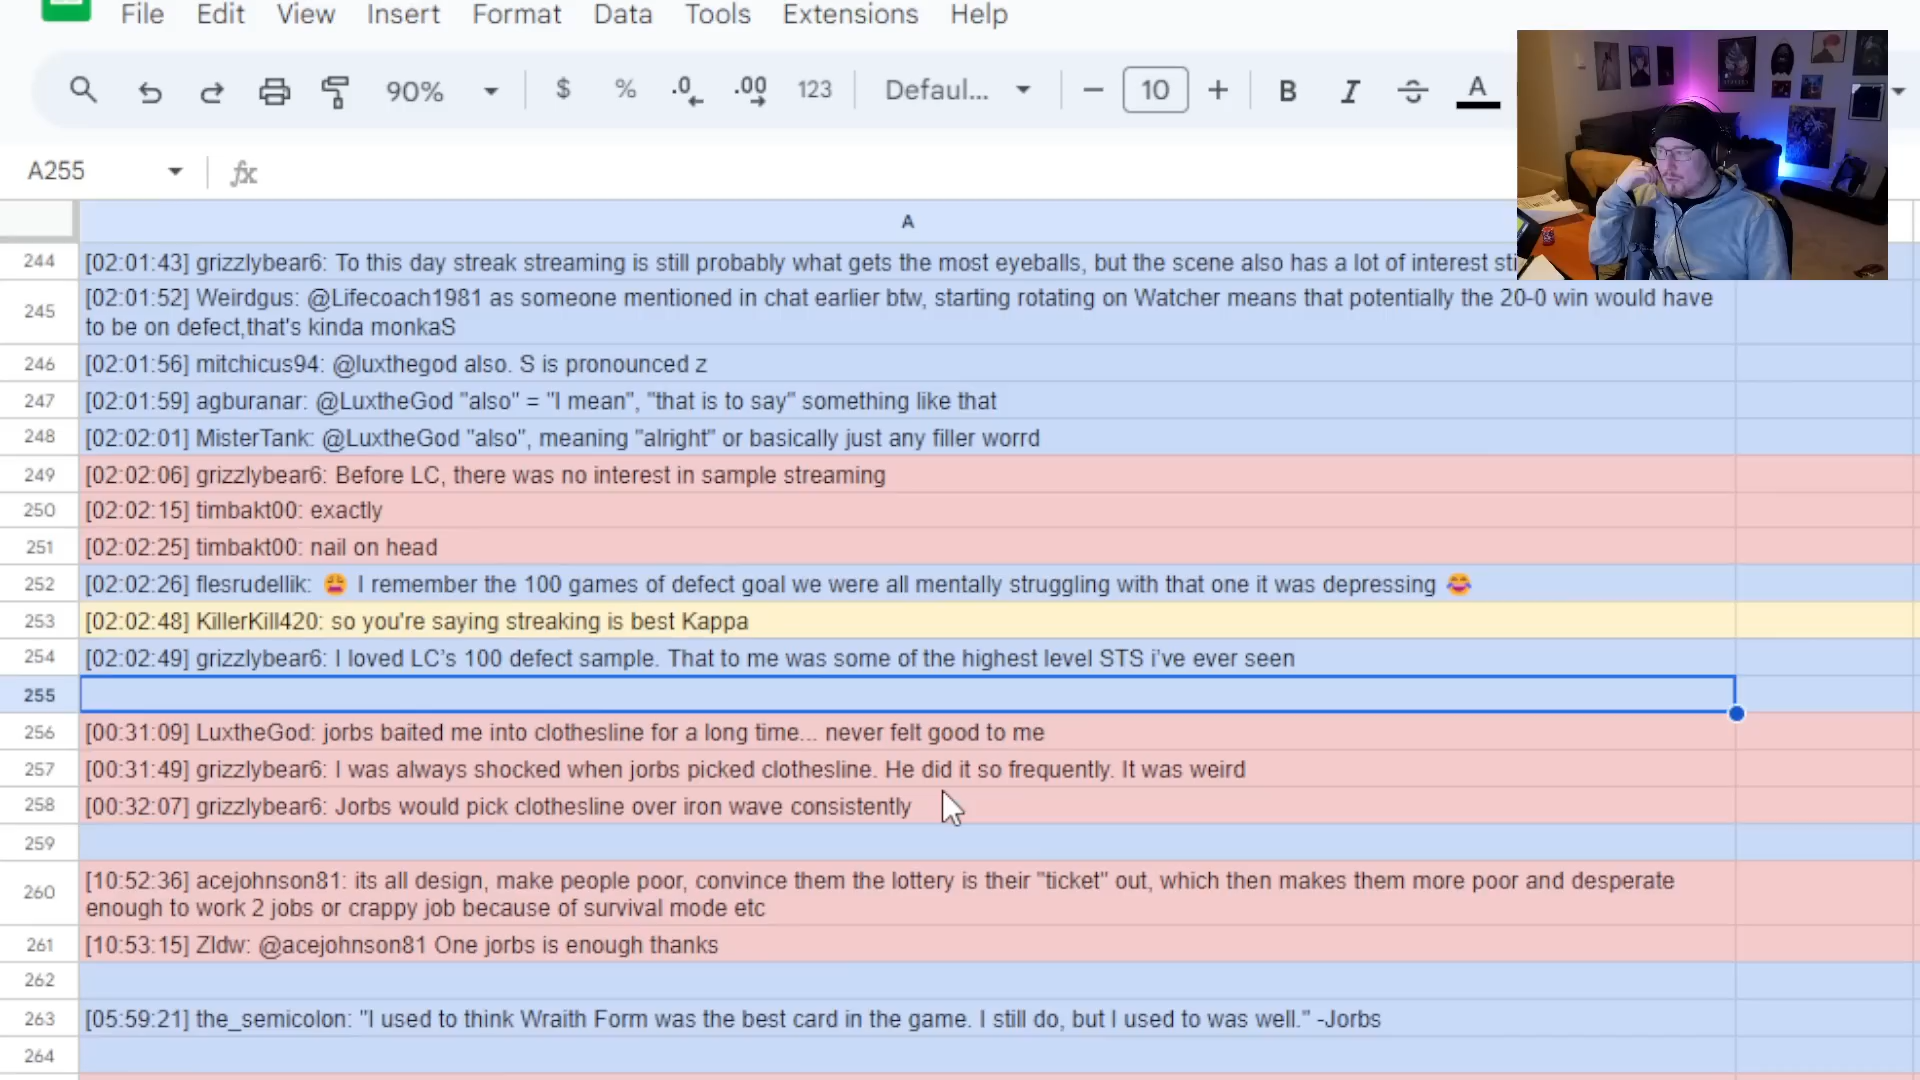 File Edit View Insert Format Data Tools Extensions Help
90% $ % .0 .00 123 Defaul... 10 B I S A
A255 fx
A
244 [02:01:43] grizzlybear6: To this day streak streaming is still probably what gets the most eyeballs, but the scene also has a lot of interest
245 [02:01:52] Weirdgus: @Lifecoach1981 as someone mentioned in chat earlier btw, starting rotating on Watcher means that potentially the 20-0 win would have
to be on defect,that's kinda monkaS
246 [02:01:56] mitchicus94: @luxthegod also. S is pronounced z
247 [02:01:59] agburanar: @LuxtheGod "also" = "I mean", "that is to say" something like that
248 [02:02:01] MisterTank: @LuxtheGod "also", meaning "alright" or basically just any filler worrd
249 [02:02:06] grizzlybear6: Before LC, there was no interest in sample streaming
250 [02:02:15] timbakt00: exactly
251 [02:02:25] timbakt00: nail on head
252 [02:02:26] flesrudellik: 😩 I remember the 100 games of defect goal we were all mentally struggling with that one it was depressing 😂
253 [02:02:48] KillerKill420: so you're saying streaking is best Kappa
254 [02:02:49] grizzlybear6: I loved LC's 100 defect sample. That to me was some of the highest level STS i've ever seen
255
256 [00:31:09] LuxtheGod: jorbs baited me into clothesline for a long time... never felt good to me
257 [00:31:49] grizzlybear6: I was always shocked when jorbs picked clothesline. He did it so frequently. It was weird
258 [00:32:07] grizzlybear6: Jorbs would pick clothesline over iron wave consistently
259
260 [10:52:36] acejohnson81: its all design, make people poor, convince them the lottery is their "ticket" out, which then makes them more poor and desperate
enough to work 2 jobs or crappy job because of survival mode etc
261 [10:53:15] Zldw: @acejohnson81 One jorbs is enough thanks
262
263 [05:59:21] the_semicolon: "I used to think Wraith Form was the best card in the game. I still do, but I used to was well." -Jorbs
264